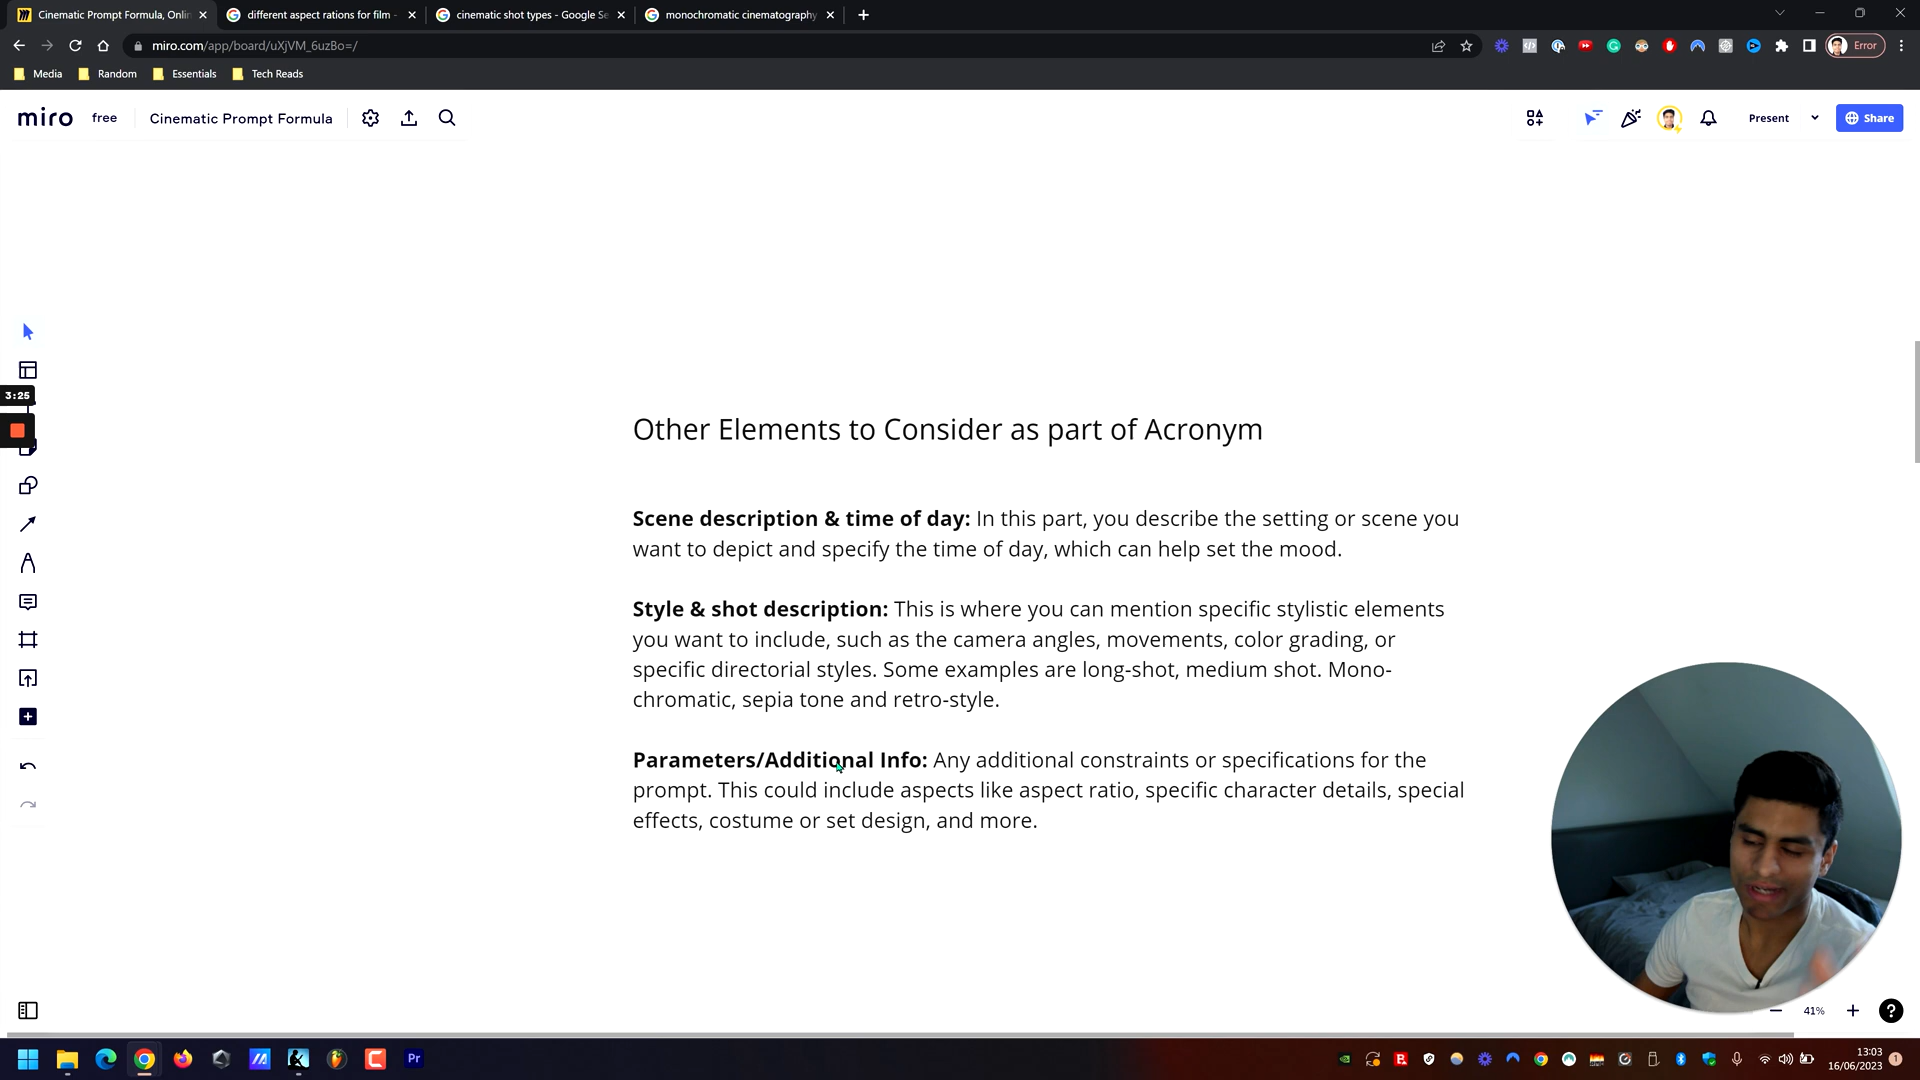 Cinematic Prompt Formula, Onlin
different aspect rations for film -
cinematic shot types - Google Se
monochromatic cinematography
miro.com/app/board/uXjVM_6uzBo=/
Error
Media
Random
Essentials
Tech Reads
miro
free
Cinematic Prompt Formula
Present
Share
3:25
Other Elements to Consider as part of Acronym
Scene description & time of day: In this part, you describe the setting or scene you
want to depict and specify the time of day, which can help set the mood.
Style & shot description: This is where you can mention specific stylistic elements
you want to include, such as the camera angles, movements, color grading, or
specific directorial styles. Some examples are long-shot, medium shot. Mono-
chromatic, sepia tone and retro-style.
Parameters/Additional Info: Any additional constraints or specifications for the
prompt. This could include aspects like aspect ratio, specific character details, special
effects, costume or set design, and more.
41%
?
Pr
13:03
16/06/2023
1